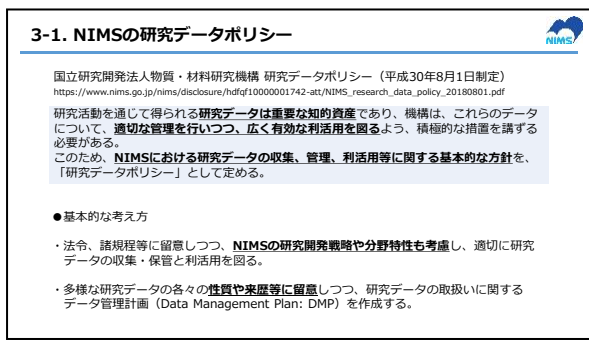 3-1. NIMSの研究データポリシー
NIMS
国立研究開発法人物質・材料研究機構 研究データポリシー（平成30年8月1日制定）
https://www.nims.go.jp/nims/disclosure/hdfqf10000001742-att/NIMS_research_data_policy_20180801.pdf
研究活動を通じて得られる研究データは重要な知的資産であり、機構は、これらのデータ
について、適切な管理を行いつつ、広く有効な利活用を図るよう、積極的な措置を講ずる
必要がある。
このため、NIMSにおける研究データの収集、管理、利活用等に関する基本的な方針を、
「研究データポリシー」として定める。
●基本的な考え方
・法令、諸規程等に留意しつつ、NIMSの研究開発戦略や分野特性も考慮し、適切に研究
データの収集・保管と利活用を図る。
・多様な研究データの各々の性質や来歴等に留意しつつ、研究データの取扱いに関する
データ管理計画（Data Management Plan: DMP）を作成する。